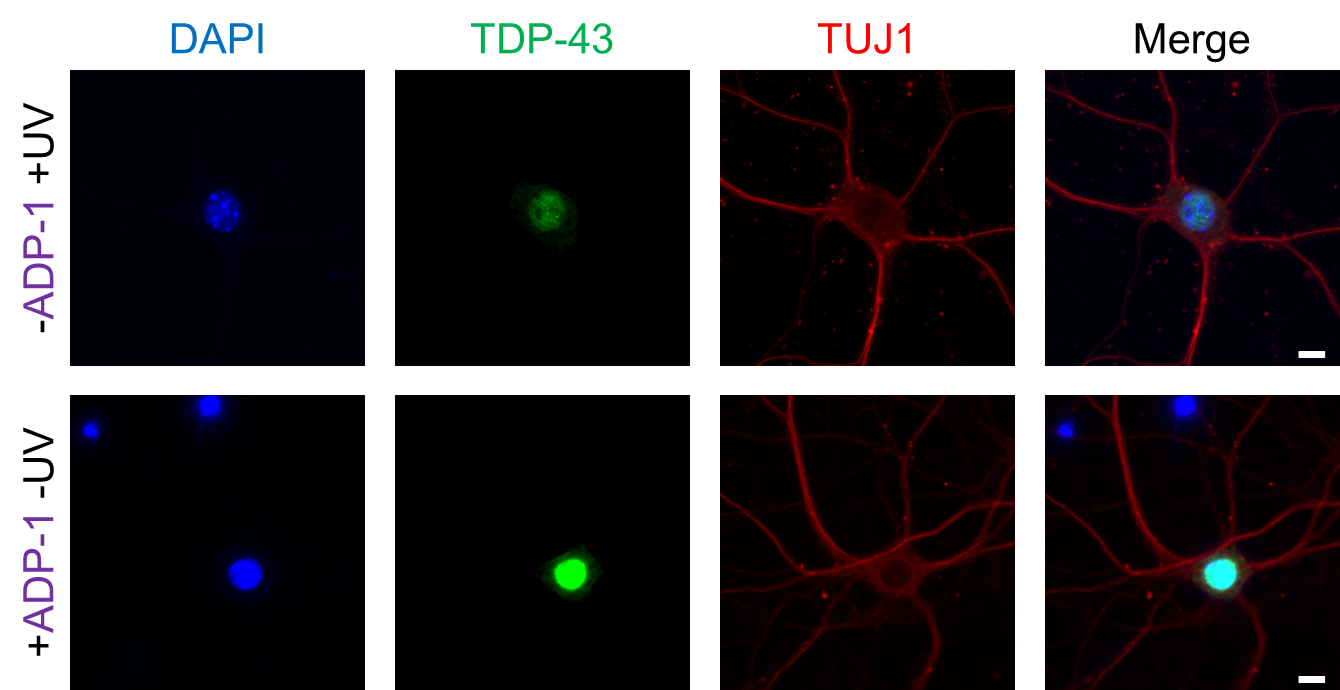 DAPI TDP-43 TUJ1 Merge
-ADP-1 +UV
+ADP-1 -UV